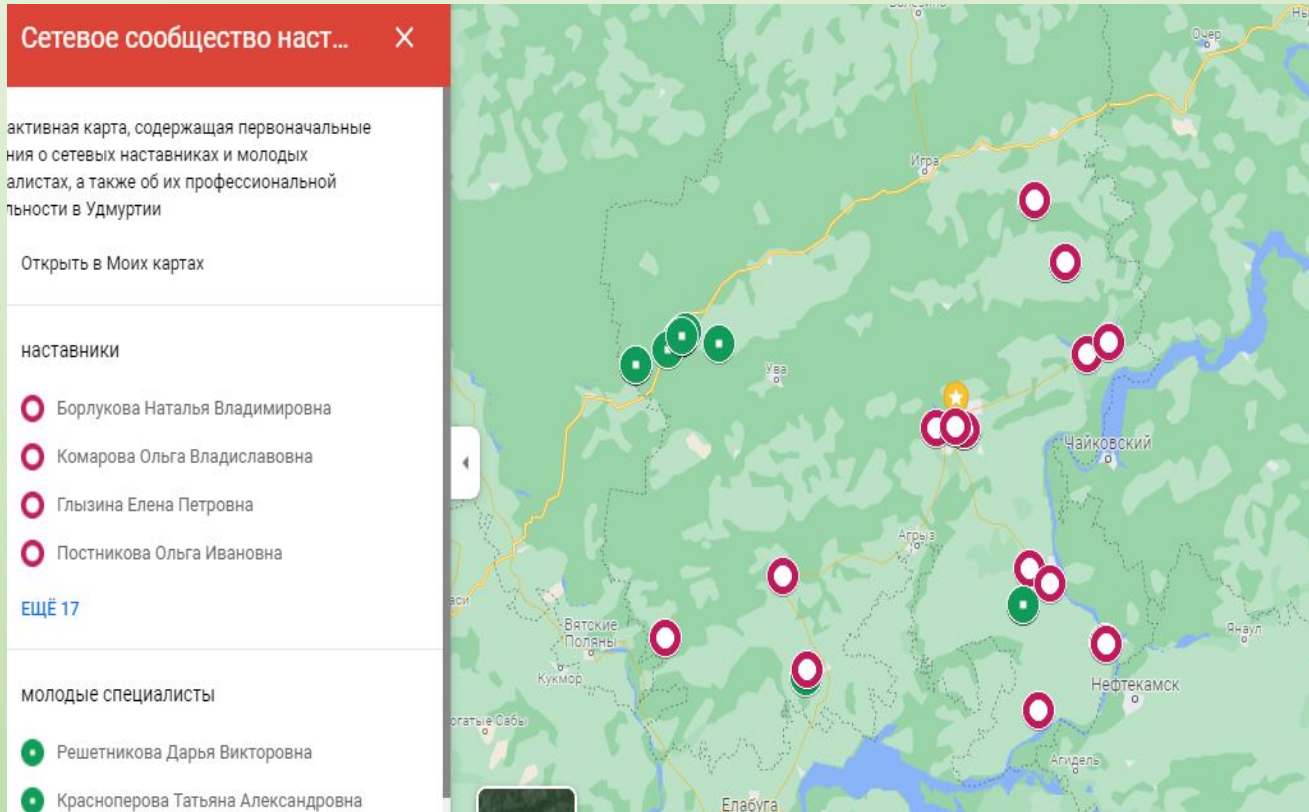 Сетевое сообщество наст...
активная карта, содержащая первоначальные
ния о сетевых наставниках и молодых
алистах, а также об их профессиональной
льности в Удмуртии
Открыть в Моих картах
наставники
Борлукова Наталья Владимировна
Комарова Ольга Владиславовна
Глызина Елена Петровна
Постникова Ольга Ивановна
ЕЩЁ 17
молодые специалисты
Решетникова Дарья Викторовна
Красноперова Татьяна Александровна
Очер
Игра
Ува
Чайковский
Агрыз
Вятские
Поляны
Кукмор
Янаул
Нефтекамск
огатые Сабы
Агидель
Елабуга